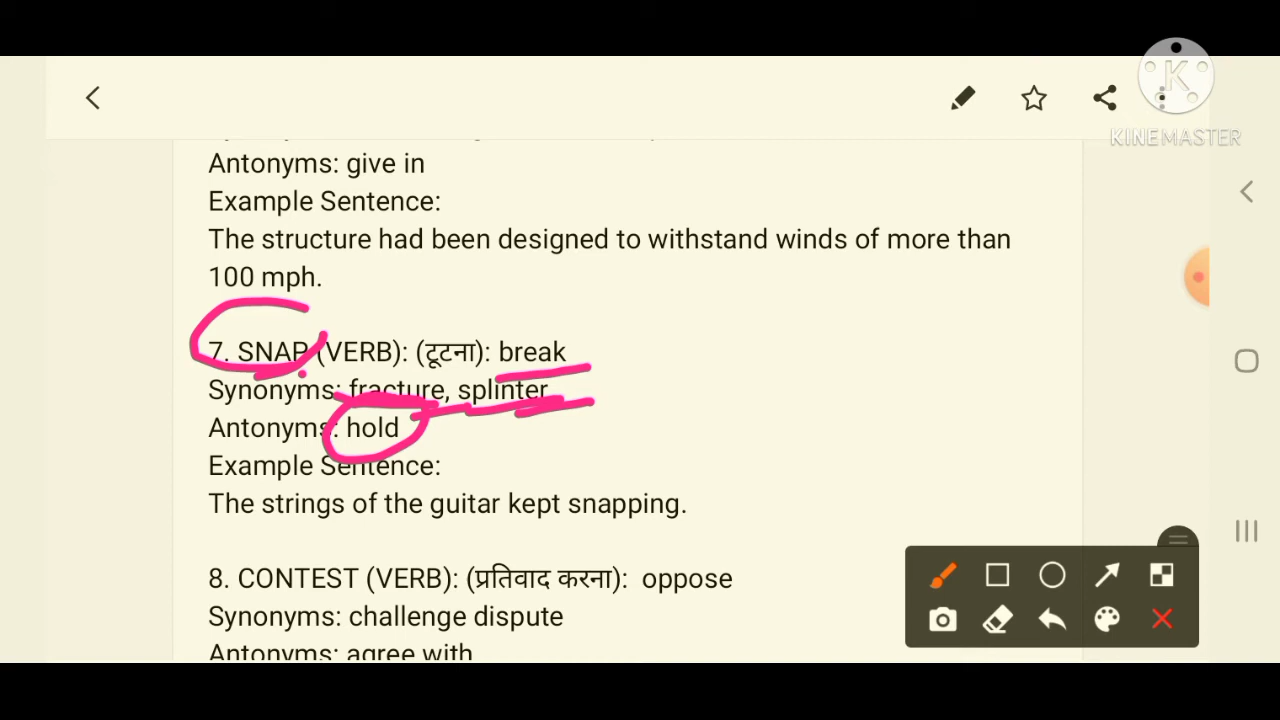 KINEMASTER
Antonyms: give in
Example Sentence:
The structure had been designed to withstand winds of more than
100 mph.
7. SNAP (VERB): (टूटना): break
Synonyms: fracture, splinter
Antonyms: hold
Example Sentence:
The strings of the guitar kept snapping.
8. CONTEST (VERB): (प्रतिवाद करना): oppose
Synonyms: challenge dispute
Antonyms: agree with